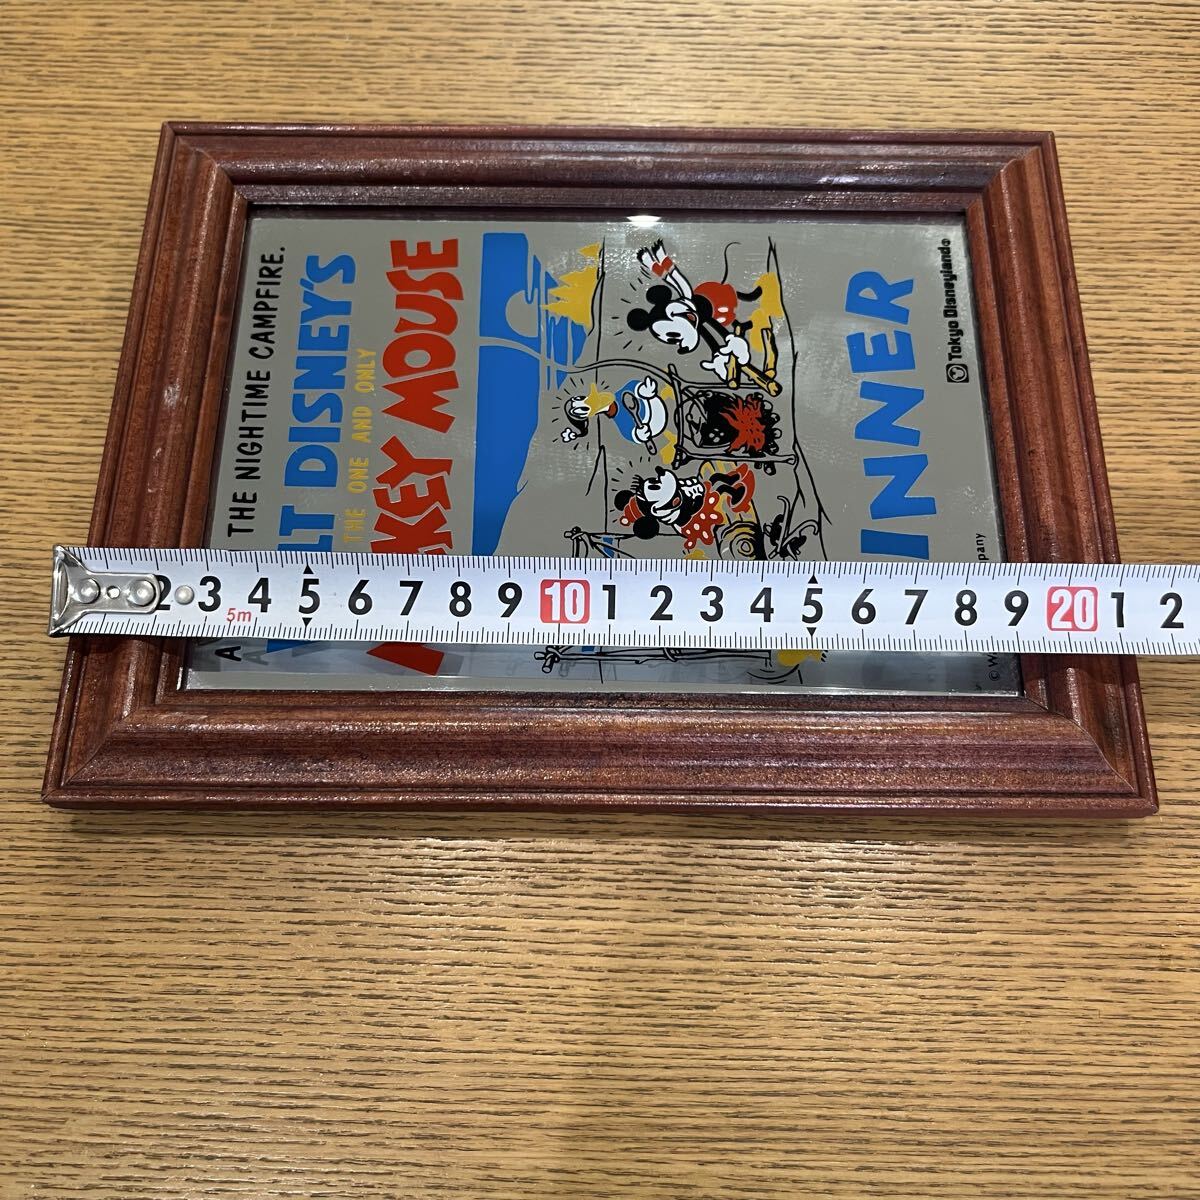 THE NIGHTIME CAMPFIRE.
LT DISNEY'S
THE ONE AND ONLY
KEY MOUSE
INNER
Tokyo Disneyland®
pany
© W
2 3 4 5 6 7 8 9 10 1 2 3 4 5 6 7 8 9 20 1 2
5m